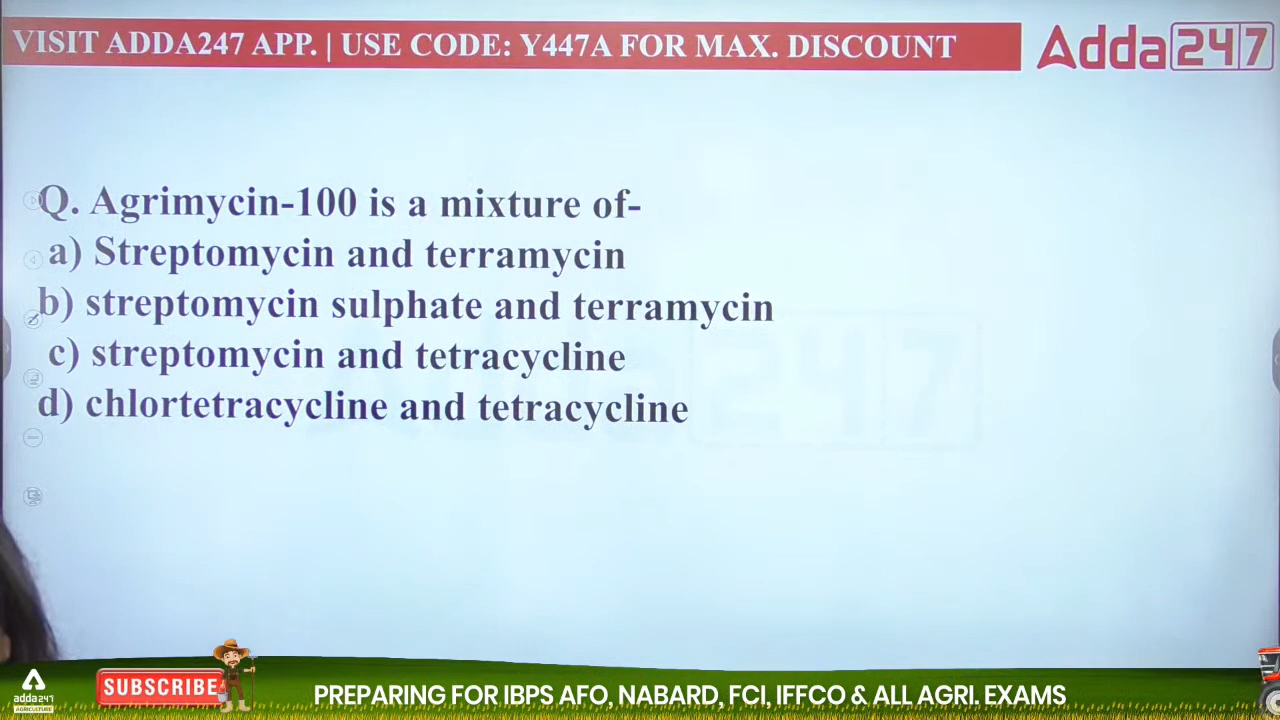 VISIT ADDA247 APP. | USE CODE: Y447A FOR MAX. DISCOUNT
Adda247
Q. Agrimycin-100 is a mixture of-
a) Streptomycin and terramycin
b) streptomycin sulphate and terramycin
c) streptomycin and tetracycline
d) chlortetracycline and tetracycline
adda247
AGRICULTURE
SUBSCRIBE
PREPARING FOR IBPS AFO, NABARD, FCI, IFFCO & ALL AGRI. EXAMS